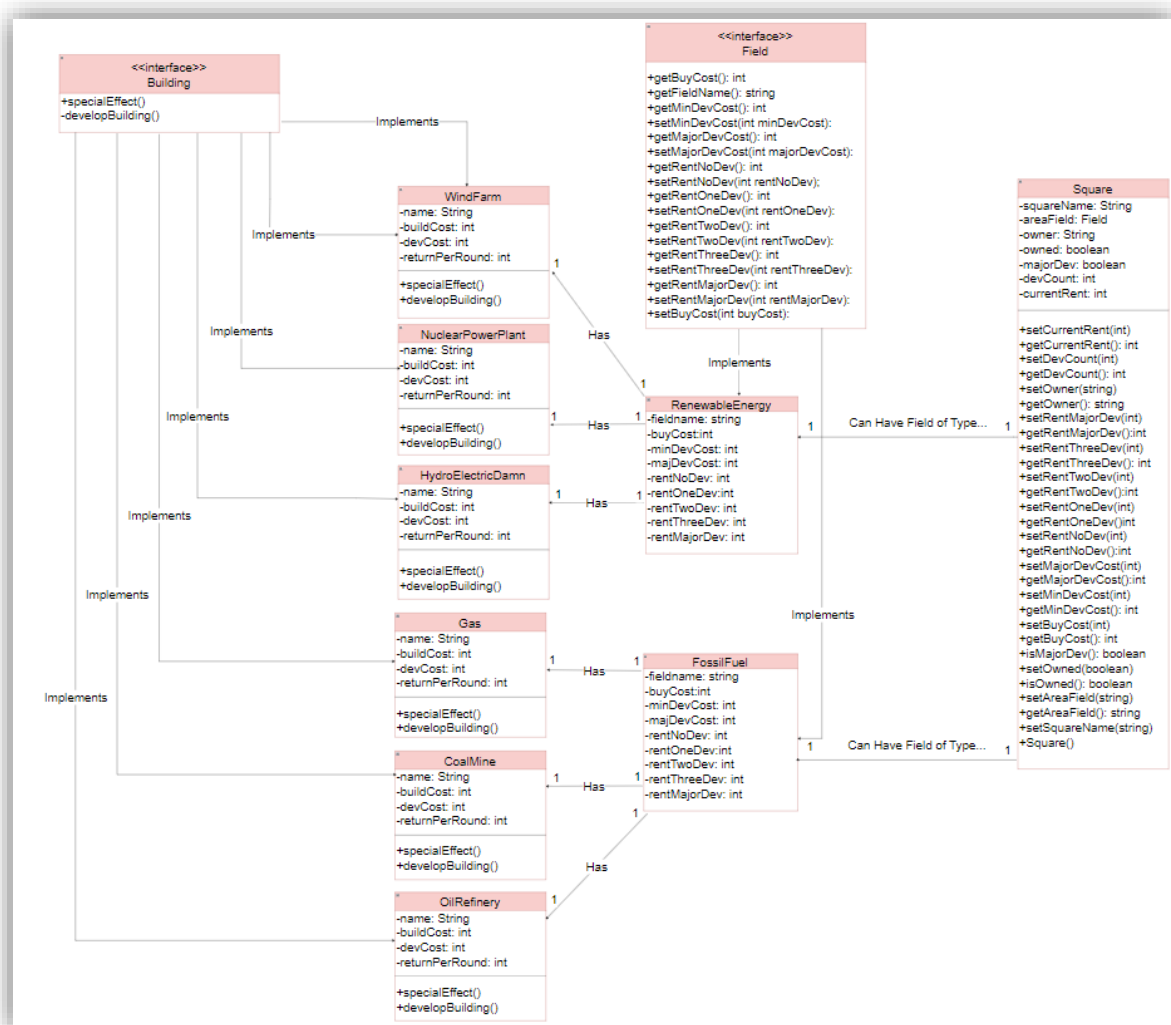 <<interface>>
Building
+specialEffect()
-developBuilding()
<<interface>>
Field
+getBuyCost(): int
+getFieldName(): string
+getMinDevCost(): int
+setMinDevCost(int minDevCost):
+getMajorDevCost(): int
+setMajorDevCost(int majorDevCost):
+getRentNoDev(): int
+setRentNoDev(int rentNoDev);
+getRentOneDev(): int
+setRentOneDev(int rentOneDev):
+getRentTwoDev(): int
+setRentTwoDev(int rentTwoDev):
+getRentThreeDev(): int
+setRentThreeDev(int rentThreeDev):
+getRentMajorDev(): int
+setRentMajorDev(int rentMajorDev):
+setBuyCost(int buyCost):
Implements
WindFarm
-name: String
-buildCost: int
-devCost: int
-returnPerRound: int
+specialEffect()
+developBuilding()
Implements
1
Has
1
Implements
NuclearPowerPlant
-name: String
-buildCost: int
-devCost: int
-returnPerRound: int
+specialEffect()
+developBuilding()
Implements
1
Has
1
Implements
RenewableEnergy
-fieldname: string
-buyCost:int
-minDevCost: int
-majDevCost: int
-rentNoDev: int
-rentOneDev:int
-rentTwoDev: int
-rentThreeDev: int
-rentMajorDev: int
1
Can Have Field of Type...
1
Square
-squareName: String
-areaField: Field
-owner: String
-owned: boolean
-majorDev: boolean
-devCount: int
-currentRent: int
+setCurrentRent(int)
+getCurrentRent(): int
+setDevCount(int)
+getDevCount(): int
+setOwner(string)
+getOwner(): string
+setRentMajorDev(int)
+getRentMajorDev():int
+setRentThreeDev(int)
+getRentThreeDev(): int
+setRentTwoDev(int)
+getRentTwoDev():int
+setRentOneDev(int)
+getRentOneDev()int
+setRentNoDev(int)
+getRentNoDev():int
+setMajorDevCost(int)
+getMajorDevCost():int
+setMinDevCost(int)
+getMinDevCost(): int
+setBuyCost(int)
+getBuyCost(): int
+isMajorDev(): boolean
+setOwned(boolean)
+isOwned(): boolean
+setAreaField(string)
+getAreaField(): string
+setSquareName(string)
+Square()
Implements
HydroElectricDamn
-name: String
-buildCost: int
-devCost: int
-returnPerRound: int
+specialEffect()
+developBuilding()
1
Has
1
Implements
Implements
Gas
-name: String
-buildCost: int
-devCost: int
-returnPerRound: int
+specialEffect()
+developBuilding()
1
Has
1
Implements
FossilFuel
-fieldname: string
-buyCost:int
-minDevCost: int
-majDevCost: int
-rentNoDev: int
-rentOneDev:int
-rentTwoDev: int
-rentThreeDev: int
-rentMajorDev: int
1
Can Have Field of Type...
1
Implements
CoalMine
-name: String
-buildCost: int
-devCost: int
-returnPerRound: int
+specialEffect()
+developBuilding()
1
Has
1
1
Has
1
OilRefinery
-name: String
-buildCost: int
-devCost: int
-returnPerRound: int
+specialEffect()
+developBuilding()